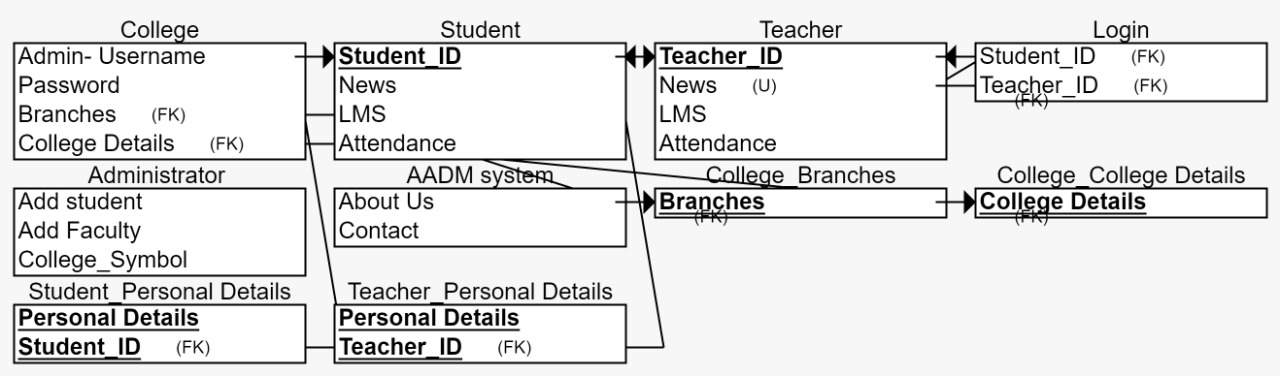 College
Student
Teacher
Login
Admin- Username
Password
Branches (FK)
College Details (FK)
Student_ID
News
LMS
Attendance
Teacher_ID
News (U)
LMS
Attendance
Student_ID (FK)
Teacher_ID (FK)
(FK)
Administrator
AADM system
College_Branches
College_College Details
Add student
Add Faculty
College_Symbol
About Us
Contact
Branches
(FK)
College Details
(FK)
Student_Personal Details
Teacher_Personal Details
Personal Details
Student_ID (FK)
Personal Details
Teacher_ID (FK)